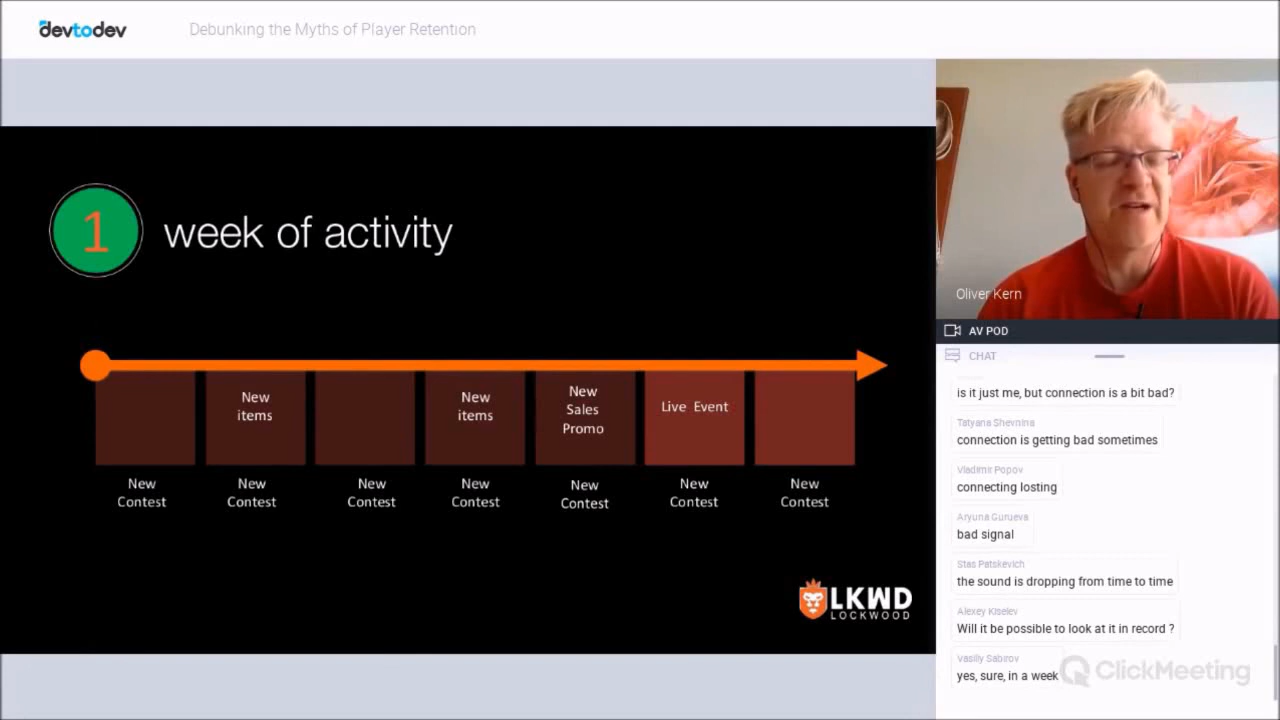 devtodev
Debunking the Myths of Player Retention
1
week of activity
New
items
New
items
New
Sales
Promo
Live Event
New
Contest
New
Contest
New
Contest
New
Contest
New
Contest
New
Contest
New
Contest
LKWD
LOCKWOOD
Oliver Kern
AV POD
CHAT
is it just me, but connection is a bit bad?
Tatyana Shevnina
connection is getting bad sometimes
Vladimir Popov
connecting losting
Aryuna Gurueva
bad signal
Stas Patskevich
the sound is dropping from time to time
Alexey Kiselev
Will it be possible to look at it in record ?
Vasiliy Sabirov
yes, sure, in a week
ClickMeeting